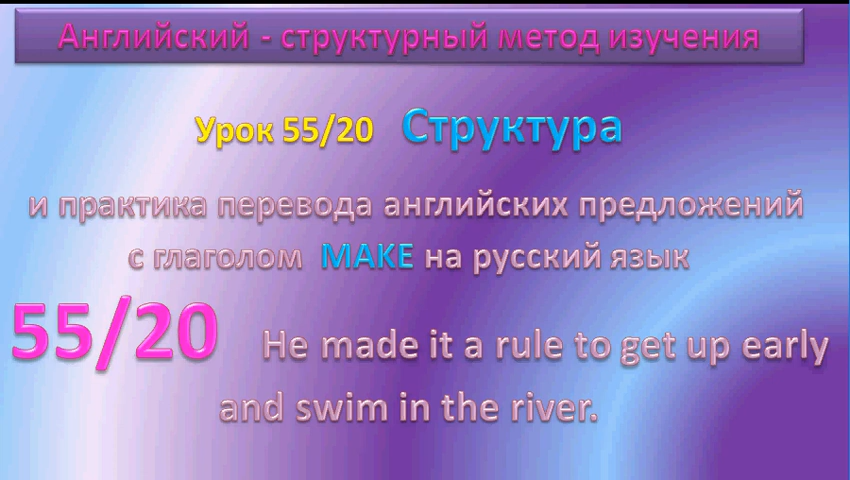 Английский - структурный метод изучения
Урок 55/20 Структура
и практика перевода английских предложений
с глаголом MAKE на русский язык
55/20 He made it a rule to get up early
and swim in the river.